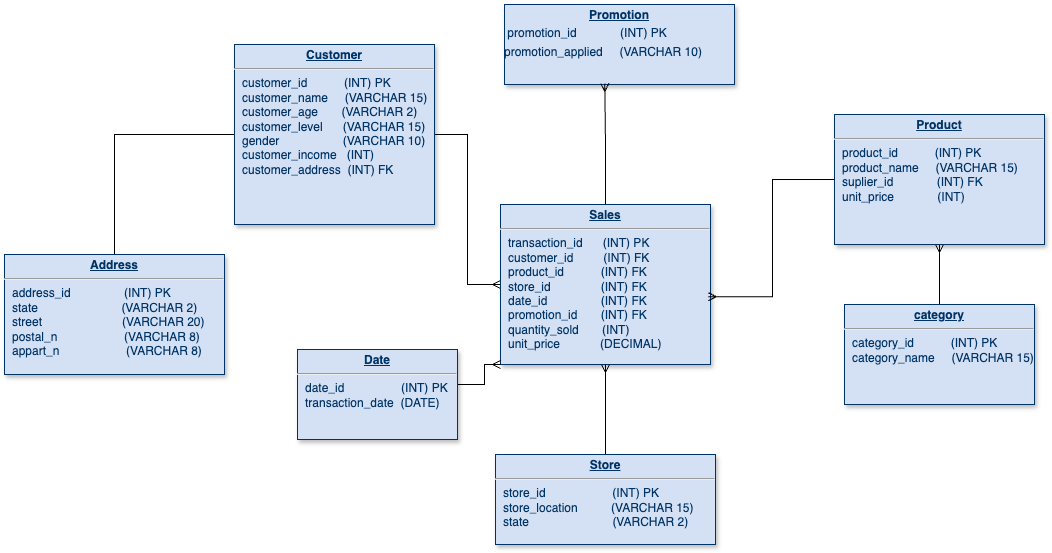 Promotion
promotion_id (INT) PK
promotion_applied (VARCHAR 10)
Customer
customer_id (INT) PK
customer_name (VARCHAR 15)
customer_age (VARCHAR 2)
customer_level (VARCHAR 15)
gender (VARCHAR 10)
customer_income (INT)
customer_address (INT) FK
Product
product_id (INT) PK
product_name (VARCHAR 15)
suplier_id (INT) FK
unit_price (INT)
Sales
transaction_id (INT) PK
customer_id (INT) FK
product_id (INT) FK
store_id (INT) FK
date_id (INT) FK
promotion_id (INT) FK
quantity_sold (INT)
unit_price (DECIMAL)
Address
address_id (INT) PK
state (VARCHAR 2)
street (VARCHAR 20)
postal_n (VARCHAR 8)
appart_n (VARCHAR 8)
category
category_id (INT) PK
category_name (VARCHAR 15)
Date
date_id (INT) PK
transaction_date (DATE)
Store
store_id (INT) PK
store_location (VARCHAR 15)
state (VARCHAR 2)